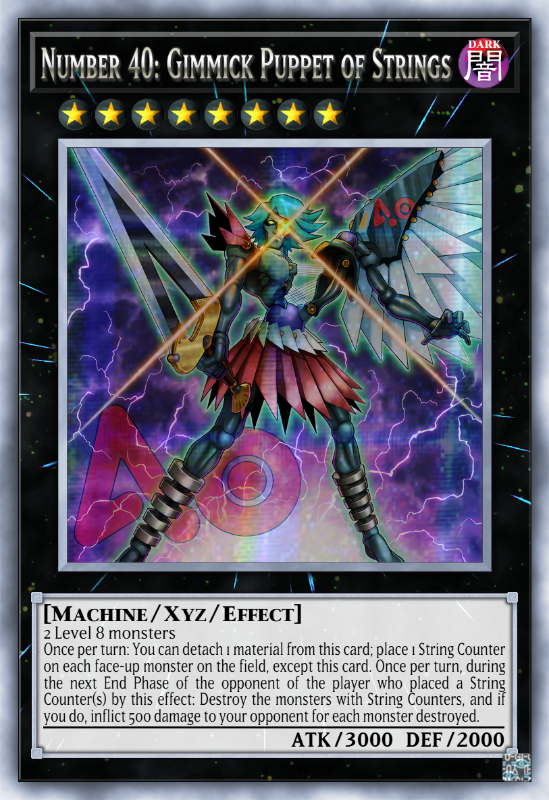 Number 40: Gimmick Puppet of Strings
DARK
闇
40
40
[Machine/Xyz/Effect]
2 Level 8 monsters
Once per turn: You can detach 1 material from this card; place 1 String Counter
on each face-up monster on the field, except this card. Once per turn, during
the next End Phase of the opponent of the player who placed a String
Counter(s) by this effect: Destroy the monsters with String Counters, and if
you do, inflict 500 damage to your opponent for each monster destroyed.
ATK/3000 DEF/2000